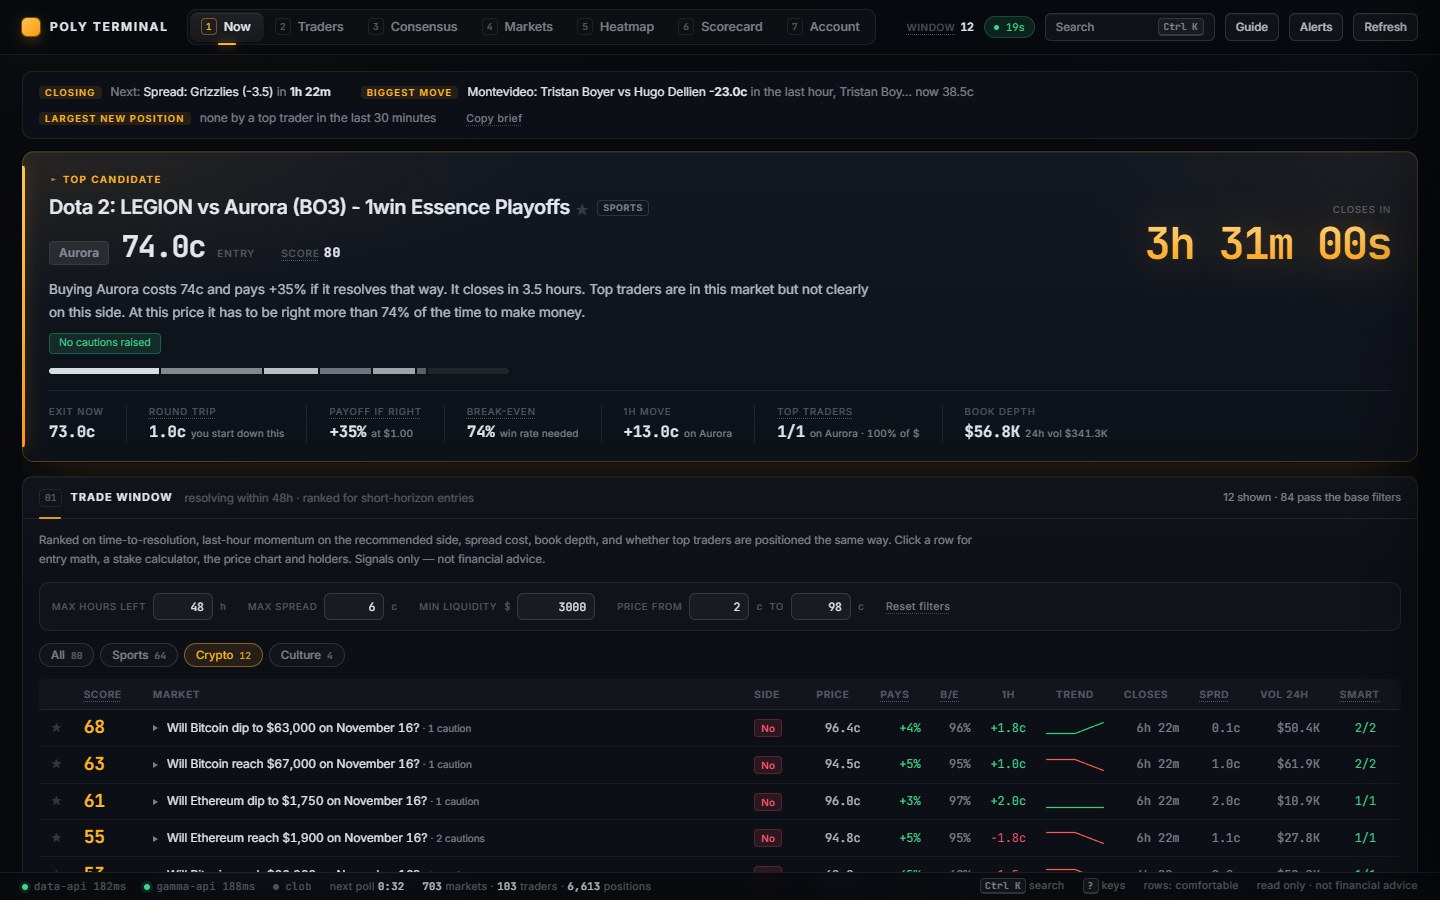 POLY TERMINAL 1 Now 2 Traders 3 Consensus 4 Markets 5 Heatmap 6 Scorecard 7 Account WINDOW 12 19s Search Ctrl K Guide Alerts Refresh
CLOSING Next: Spread: Grizzlies (-3.5) in 1h 22m BIGGEST MOVE Montevideo: Tristan Boyer vs Hugo Dellien -23.0c in the last hour, Tristan Boy... now 38.5c
LARGEST NEW POSITION none by a top trader in the last 30 minutes Copy brief
TOP CANDIDATE
Dota 2: LEGION vs Aurora (BO3) - 1win Essence Playoffs ★ SPORTS
CLOSES IN
Aurora 74.0c ENTRY SCORE 80
3h 31m 00s
Buying Aurora costs 74c and pays +35% if it resolves that way. It closes in 3.5 hours. Top traders are in this market but not clearly
on this side. At this price it has to be right more than 74% of the time to make money.
No cautions raised
EXIT NOW ROUND TRIP PAYOFF IF RIGHT BREAK-EVEN 1H MOVE TOP TRADERS BOOK DEPTH
73.0c 1.0c you start down this +35% at $1.00 74% win rate needed +13.0c on Aurora 1/1 on Aurora · 100% of $ $56.8K 24h vol $341.3K
01 TRADE WINDOW resolving within 48h · ranked for short-horizon entries 12 shown · 84 pass the base filters
Ranked on time-to-resolution, last-hour momentum on the recommended side, spread cost, book depth, and whether top traders are positioned the same way. Click a row for
entry math, a stake calculator, the price chart and holders. Signals only — not financial advice.
MAX HOURS LEFT 48 h MAX SPREAD 6 c MIN LIQUIDITY $ 3000 PRICE FROM 2 c TO 98 c Reset filters
All 80 Sports 64 Crypto 12 Culture 4
SCORE MARKET SIDE PRICE PAYS B/E 1H TREND CLOSES SPRD VOL 24H SMART
★ 68 ▸ Will Bitcoin dip to $63,000 on November 16? · 1 caution No 96.4c +4% 96% +1.8c 6h 22m 0.1c $50.4K 2/2
★ 63 ▸ Will Bitcoin reach $67,000 on November 16? · 1 caution No 94.5c +5% 95% +1.0c 6h 22m 1.0c $61.9K 2/2
★ 61 ▸ Will Ethereum dip to $1,750 on November 16? · 1 caution No 96.0c +3% 97% +2.0c 6h 22m 2.0c $10.9K 1/1
★ 55 ▸ Will Ethereum reach $1,900 on November 16? · 2 cautions No 94.8c +5% 95% -1.8c 6h 22m 1.1c $27.8K 1/1
data-api 182ms gamma-api 188ms clob next poll 0:32 703 markets · 103 traders · 6,613 positions Ctrl K search ? keys rows: comfortable read only · not financial advice